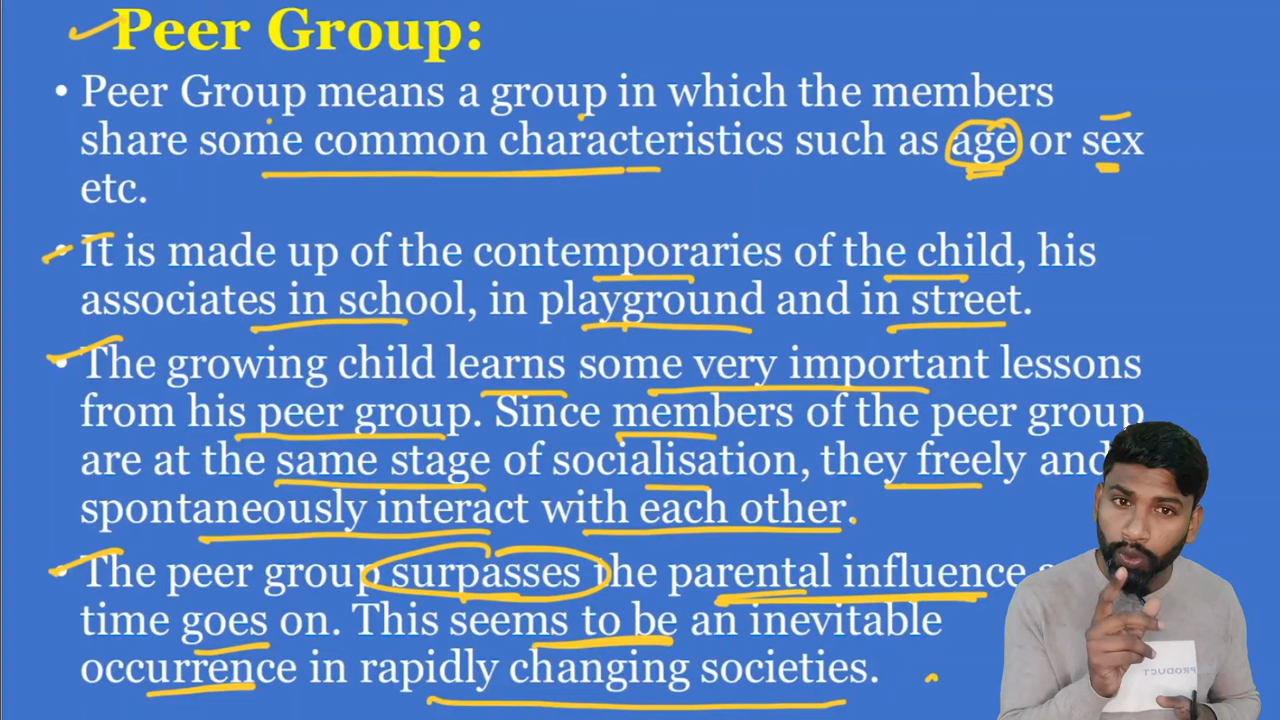 Peer Group:
• Peer Group means a group in which the members
share some common characteristics such as age or sex
etc.
• It is made up of the contemporaries of the child, his
associates in school, in playground and in street.
• The growing child learns some very important lessons
from his peer group. Since members of the peer group
are at the same stage of socialisation, they freely and
spontaneously interact with each other.
• The peer group surpasses the parental influence
time goes on. This seems to be an inevitable
occurrence in rapidly changing societies.
PRODUCT